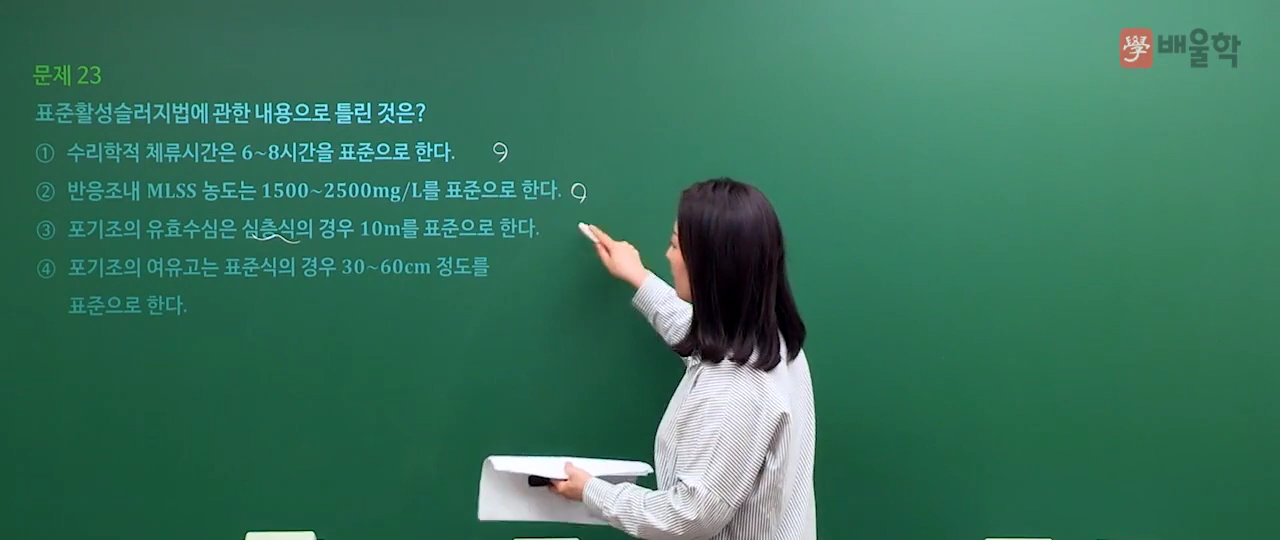 學 배울학
문제 23
표준활성슬러지법에 관한 내용으로 틀린 것은?
① 수리학적 체류시간은 6~8시간을 표준으로 한다.
② 반응조내 MLSS 농도는 1500~2500mg/L를 표준으로 한다.
③ 포기조의 유효수심은 심층식의 경우 10m를 표준으로 한다.
④ 포기조의 여유고는 표준식의 경우 30~60cm 정도를
표준으로 한다.